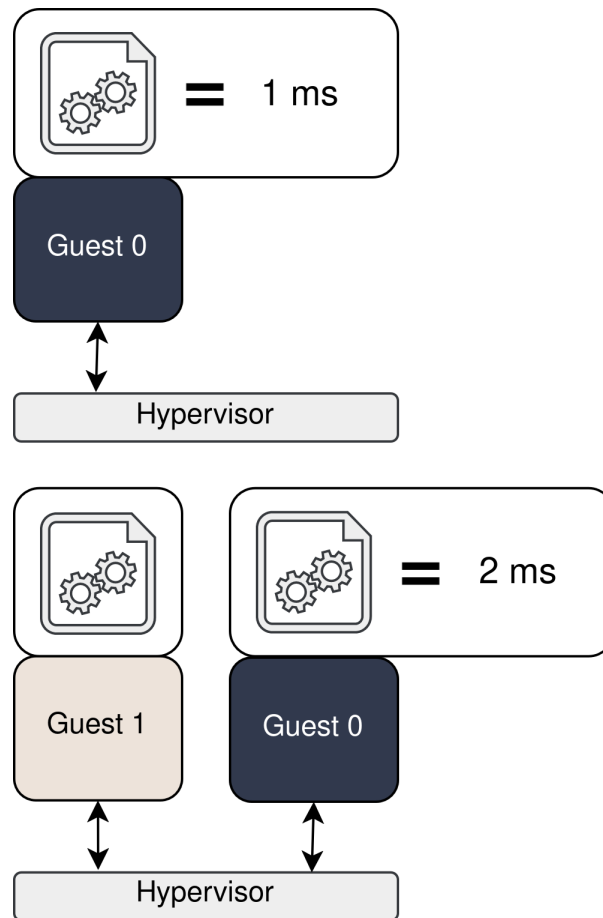 = 1 ms
Guest 0
Hypervisor
= 2 ms
Guest 1
Guest 0
Hypervisor